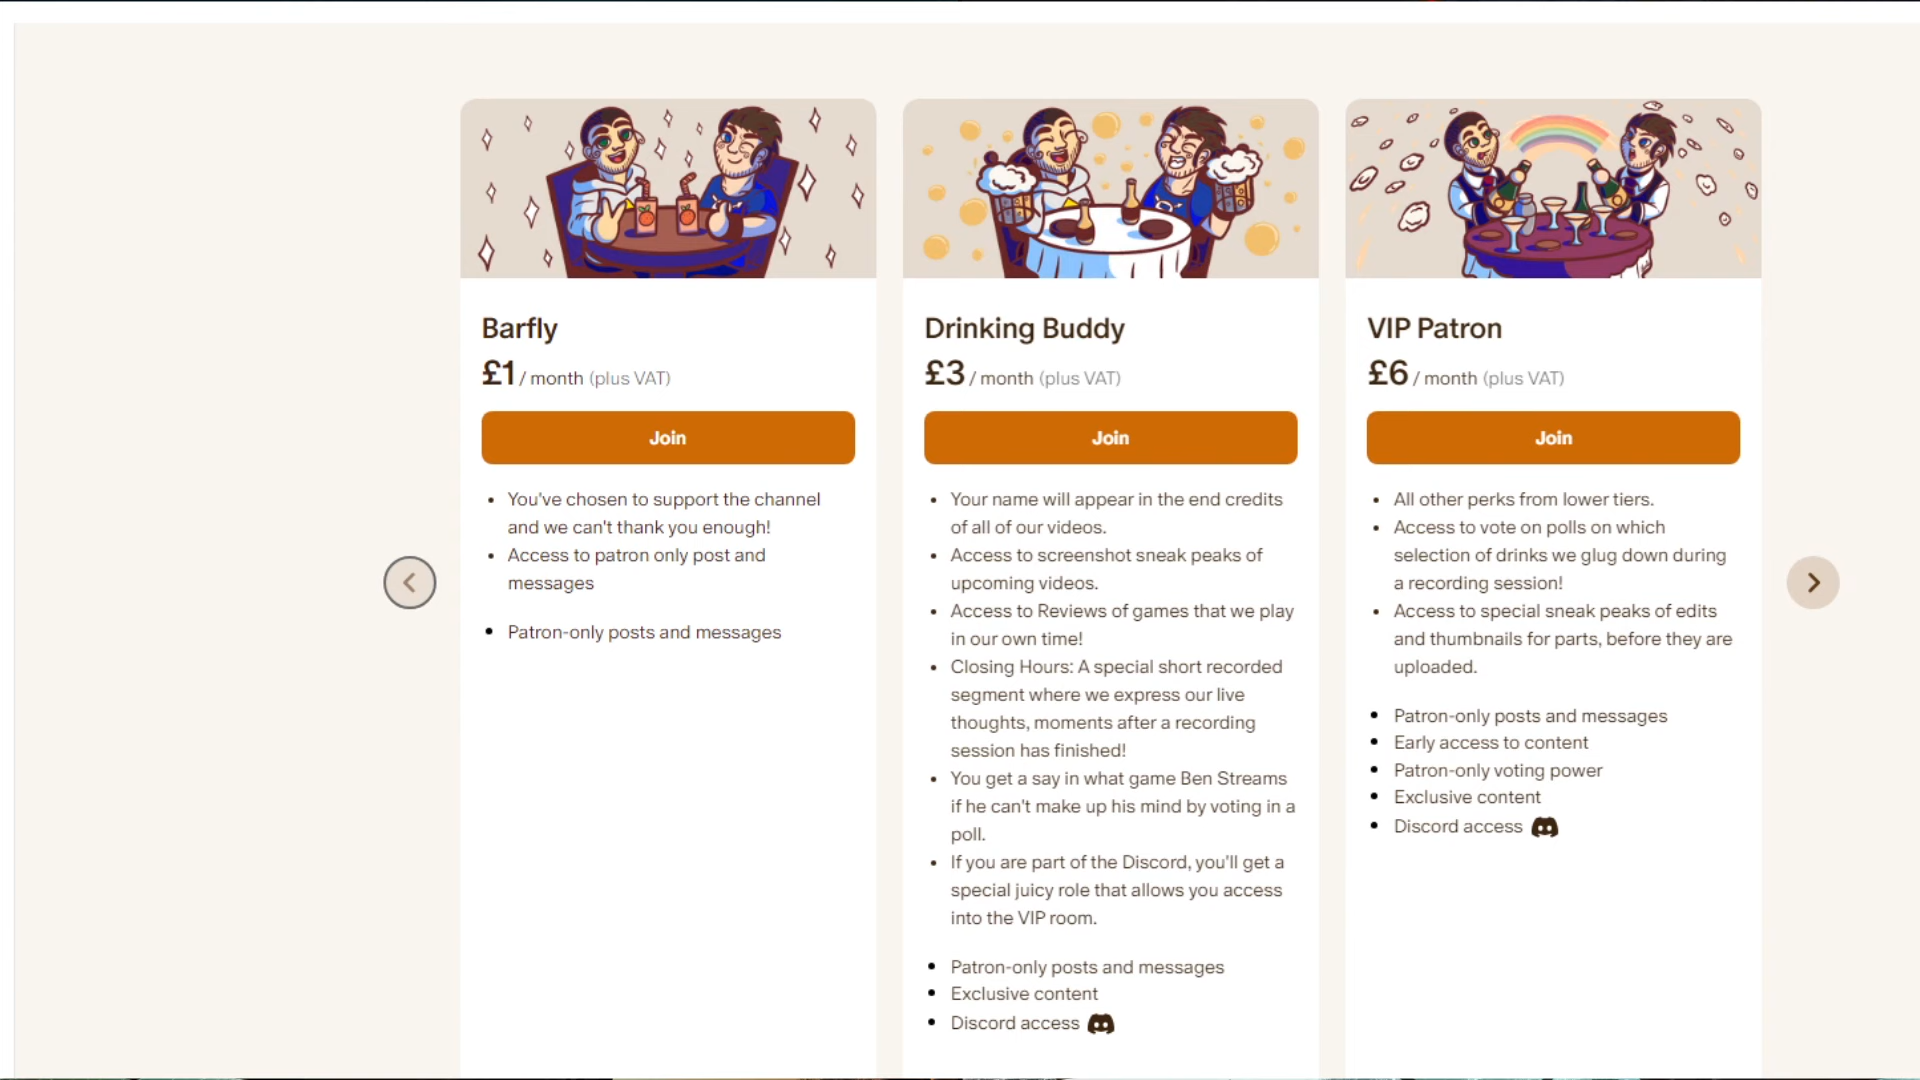 Barfly
£1 / month (plus VAT)
Join
You've chosen to support the channel
and we can't thank you enough!
Access to patron only post and
messages
Patron-only posts and messages
Drinking Buddy
£3 / month (plus VAT)
Join
Your name will appear in the end credits
of all of our videos.
Access to screenshot sneak peaks of
upcoming videos.
Access to Reviews of games that we play
in our own time!
Closing Hours: A special short recorded
segment where we express our live
thoughts, moments after a recording
session has finished!
You get a say in what game Ben Streams
if he can't make up his mind by voting in a
poll.
If you are part of the Discord, you'll get a
special juicy role that allows you access
into the VIP room.
Patron-only posts and messages
Exclusive content
Discord access
VIP Patron
£6 / month (plus VAT)
Join
All other perks from lower tiers.
Access to vote on polls on which
selection of drinks we glug down during
a recording session!
Access to special sneak peaks of edits
and thumbnails for parts, before they are
uploaded.
Patron-only posts and messages
Early access to content
Patron-only voting power
Exclusive content
Discord access